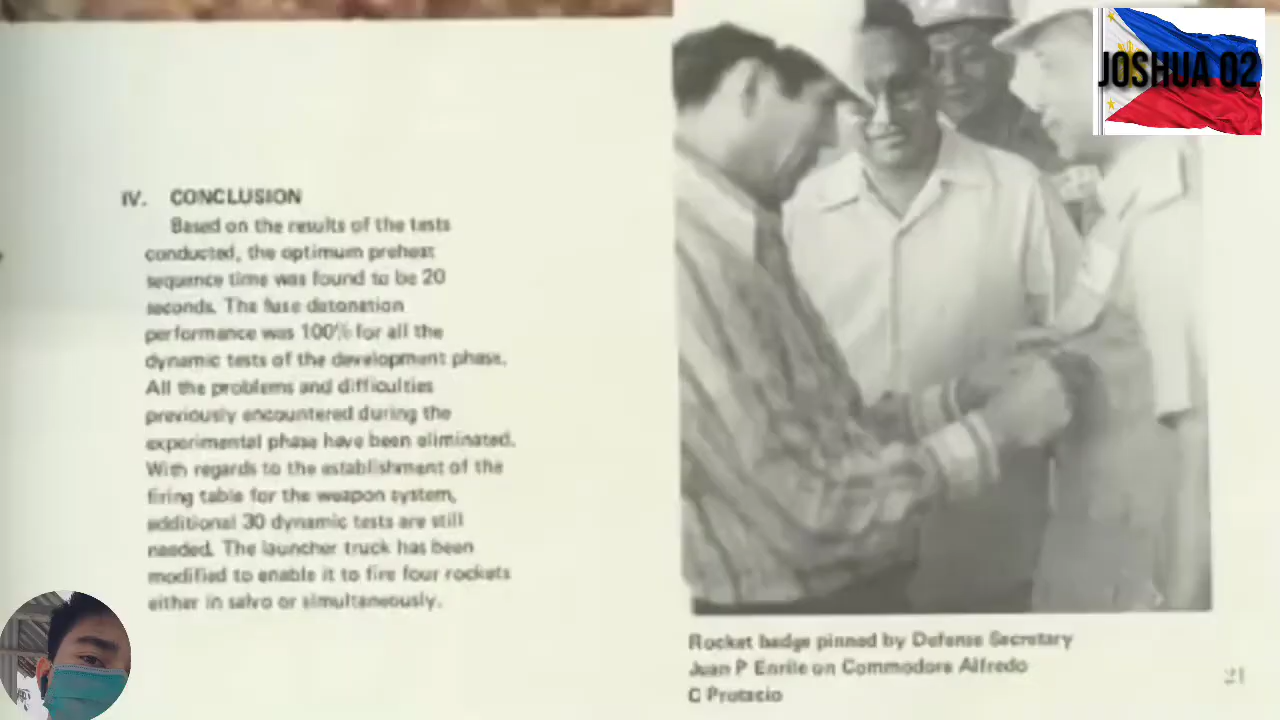 JOSHUA 02
IV. CONCLUSION
Based on the results of the tests
conducted, the optimum preheat
sequence time was found to be 20
seconds. The fuse detonation
performance was 100% for all the
dynamic tests of the development phase.
All the problems and difficulties
previously encountered during the
experimental phase have been eliminated.
With regards to the establishment of the
firing table for the weapon system,
additional 30 dynamic tests are still
needed. The launcher truck has been
modified to enable it to fire four rockets
either in salvo or simultaneously.
Rocket badge pinned by Defense Secretary
Juan P Enrile on Commodore Alfredo
C Protacio
21